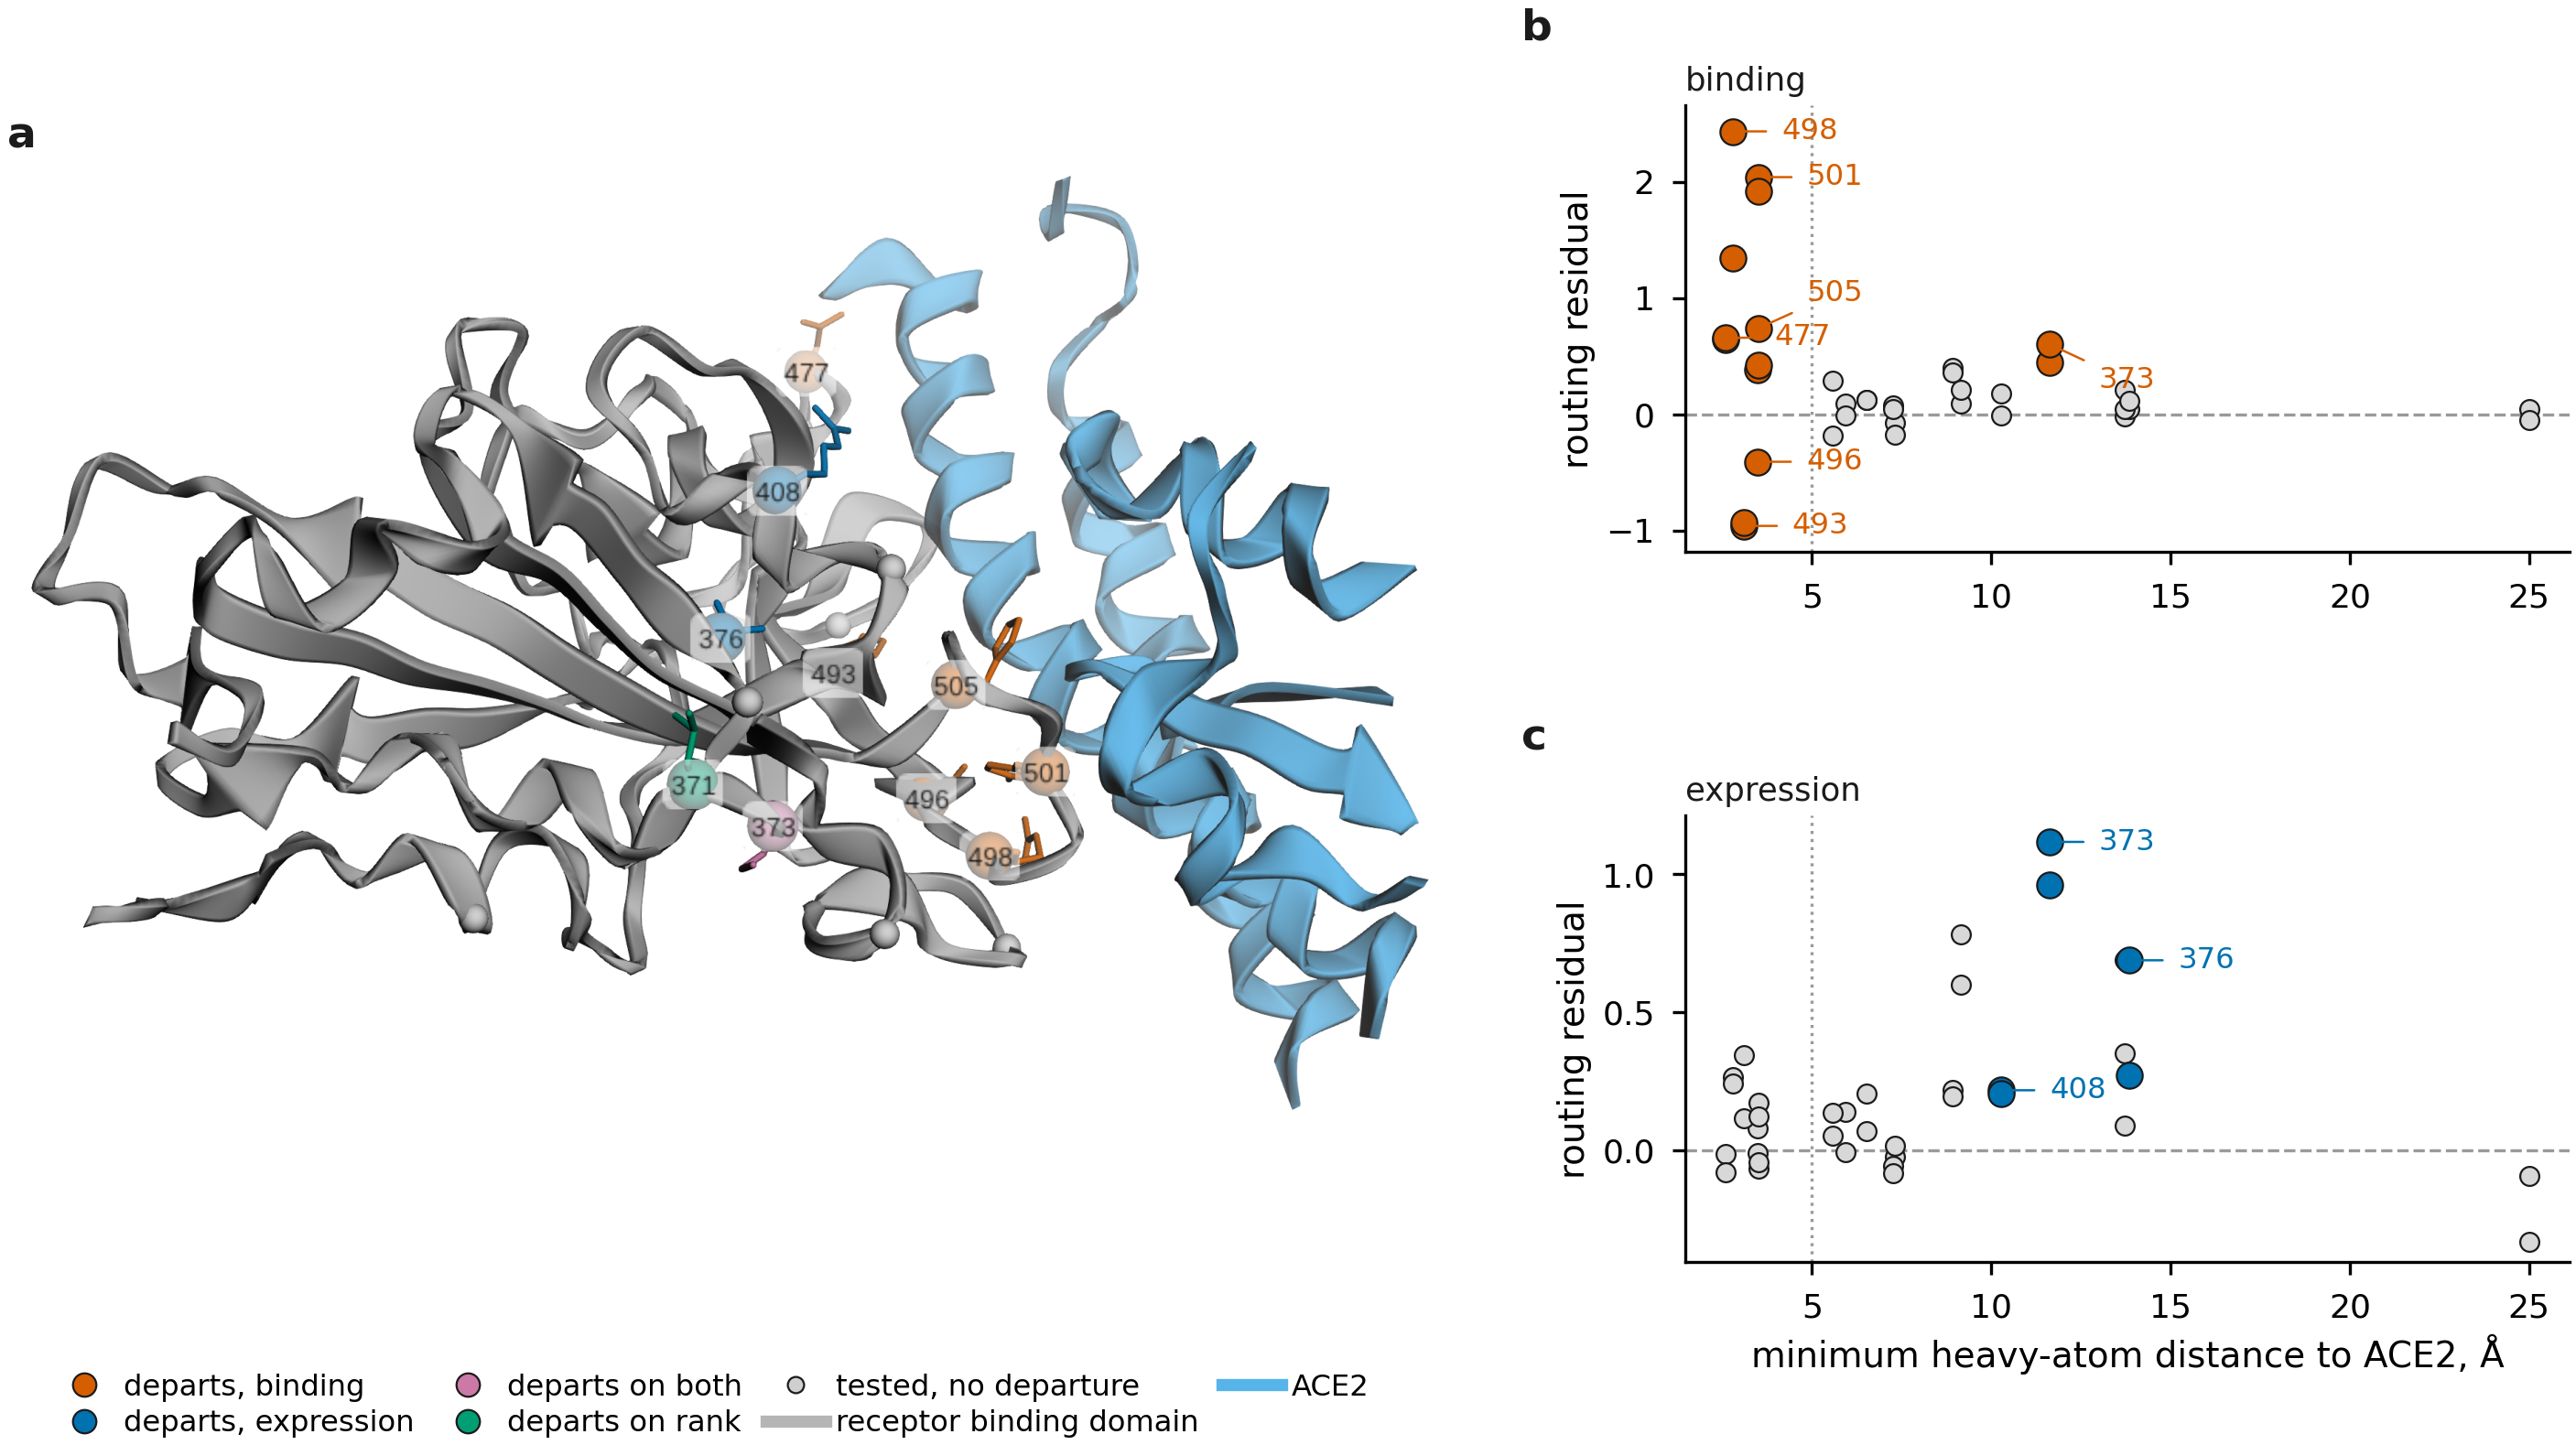 a
477
408
376
493
505
371
501
496
373
498
departs, binding
departs, expression
departs on both
departs on rank
tested, no departure
receptor binding domain
ACE2
b
binding
routing residual
2
1
0
−1
498
501
505
477
373
496
493
5
10
15
20
25
c
expression
routing residual
1.0
0.5
0.0
373
376
408
5
10
15
20
25
minimum heavy-atom distance to ACE2, Å